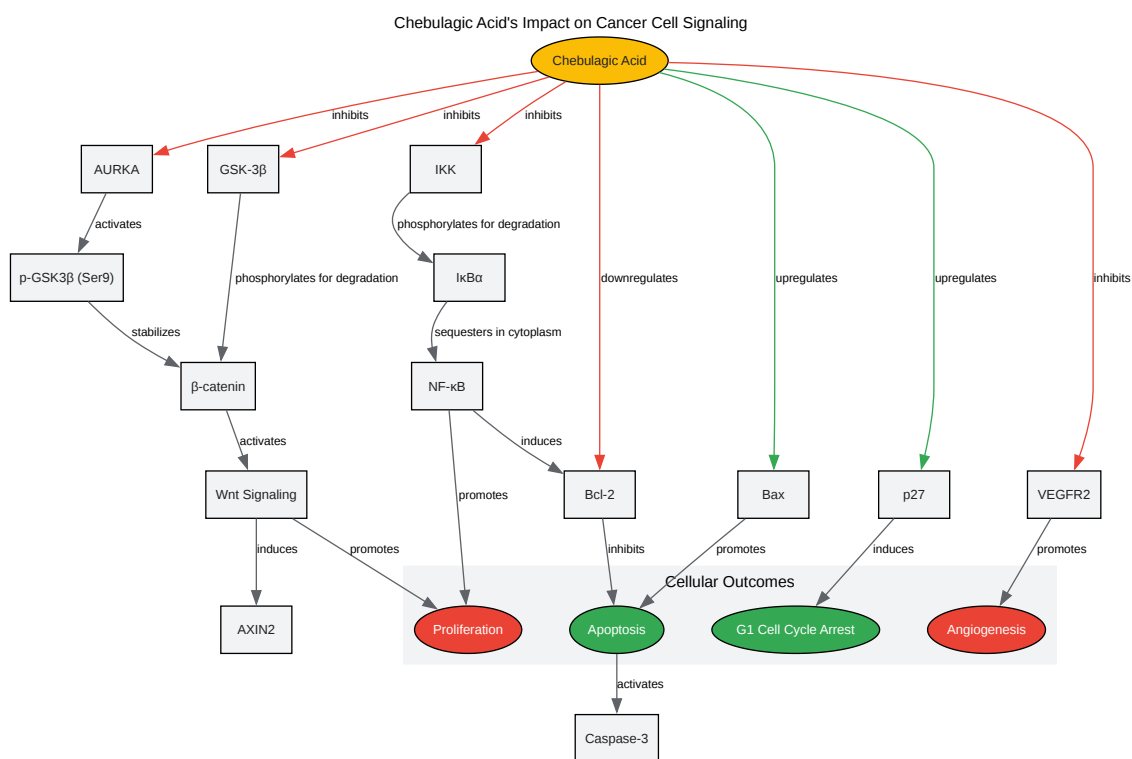 Chebulagic Acid's Impact on Cancer Cell Signaling
Chebulagic Acid
inhibits
inhibits
inhibits
AURKA
GSK-3β
IKK
activates
phosphorylates for degradation
p-GSK3β (Ser9)
phosphorylates for degradation
IκBα
downregulates
upregulates
upregulates
inhibits
stabilizes
sequesters in cytoplasm
β-catenin
NF-κB
activates
induces
Wnt Signaling
promotes
Bcl-2
Bax
p27
VEGFR2
induces
promotes
inhibits
promotes
induces
promotes
Cellular Outcomes
AXIN2
Proliferation
Apoptosis
G1 Cell Cycle Arrest
Angiogenesis
activates
Caspase-3